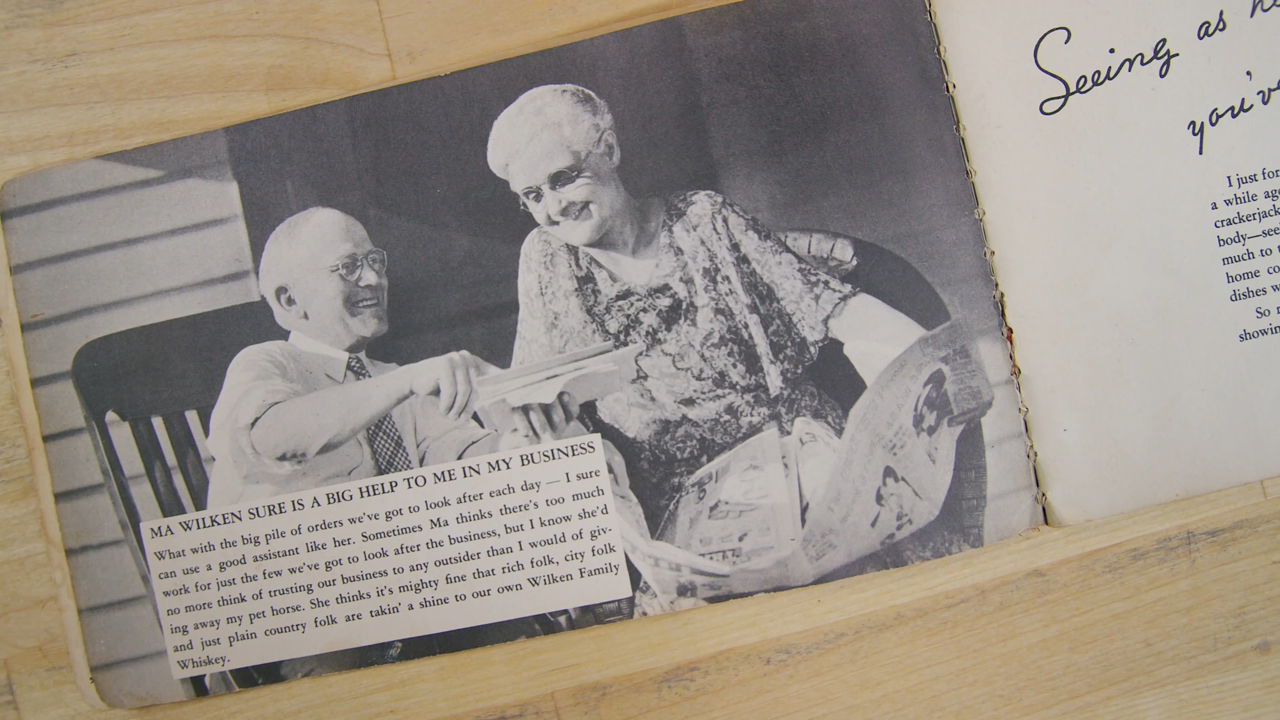 MA WILKEN SURE IS A BIG HELP TO ME IN MY BUSINESS
What with the big pile of orders we've got to look after each day — I sure
can use a good assistant like her. Sometimes Ma thinks there's too much
work for just the few we've got to look after the business, but I know she'd
no more think of trusting our business to any outsider than I would of giv-
ing away my pet horse. She thinks it's mighty fine that rich folk, city folk
and just plain country folk are takin' a shine to our own Wilken Family
Whiskey.
Seeing as
you've
I just for
a while ago
crackerjack
body—see
much to
home co
dishes w
So
showin